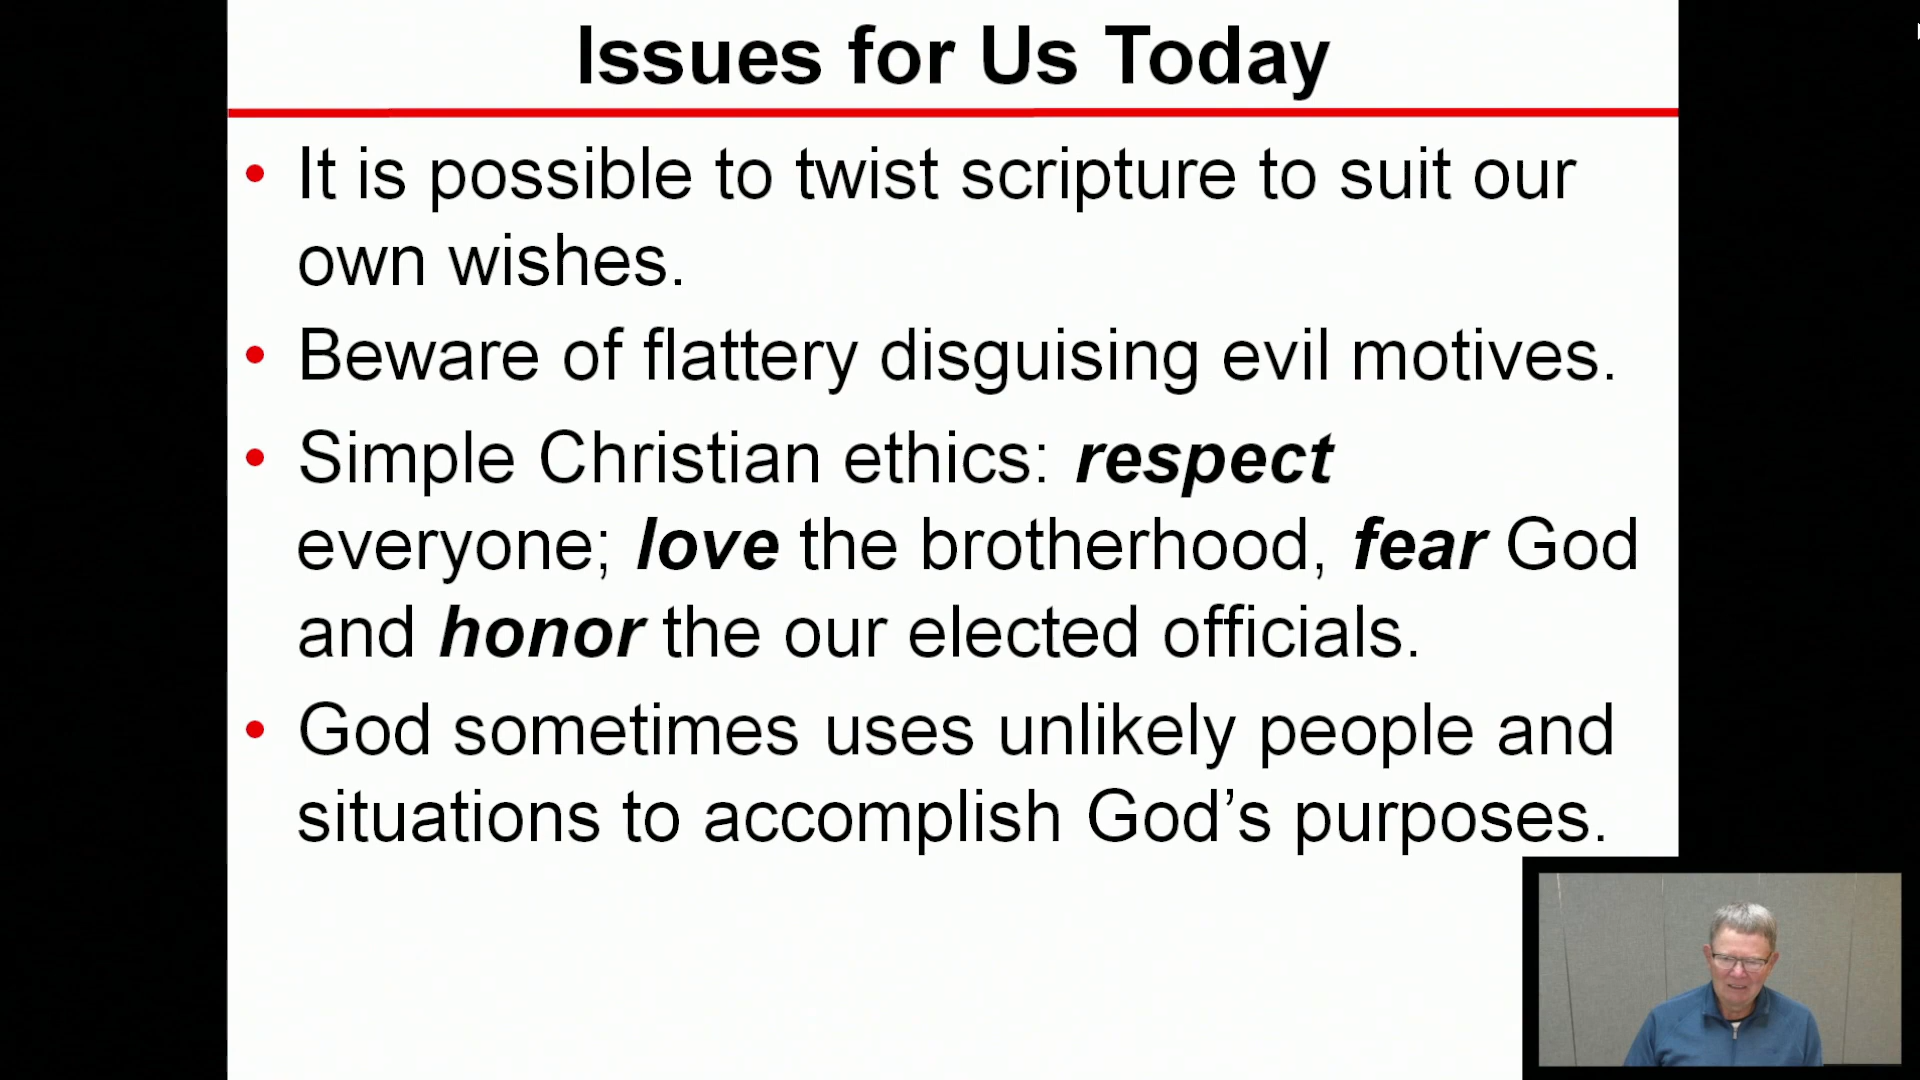 Issues for Us Today
• It is possible to twist scripture to suit our
own wishes.
• Beware of flattery disguising evil motives.
• Simple Christian ethics: respect
everyone; love the brotherhood, fear God
and honor the our elected officials.
• God sometimes uses unlikely people and
situations to accomplish God’s purposes.